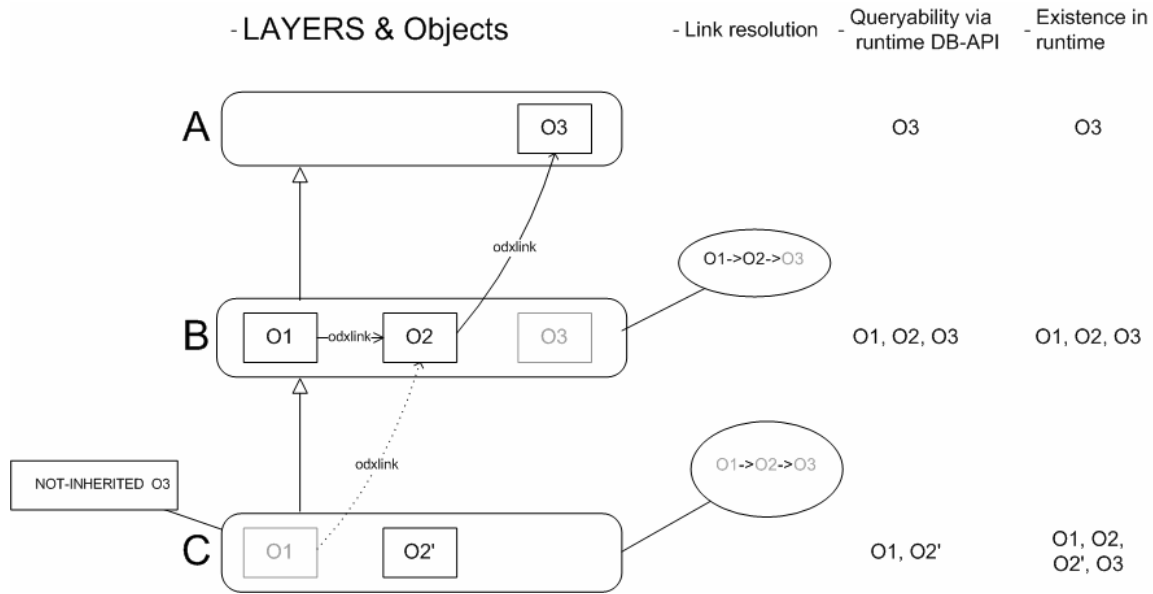 - LAYERS & Objects
- Link resolution
- Queryability via
runtime DB-API
- Existence in
runtime
A
O3
O3
O3
odxlink
O1->O2->O3
B
O1
odxlink
O2
O3
O1, O2, O3
O1, O2, O3
odxlink
O1->O2->O3
NOT-INHERITED O3
C
O1
O2'
O1, O2'
O1, O2,
O2', O3